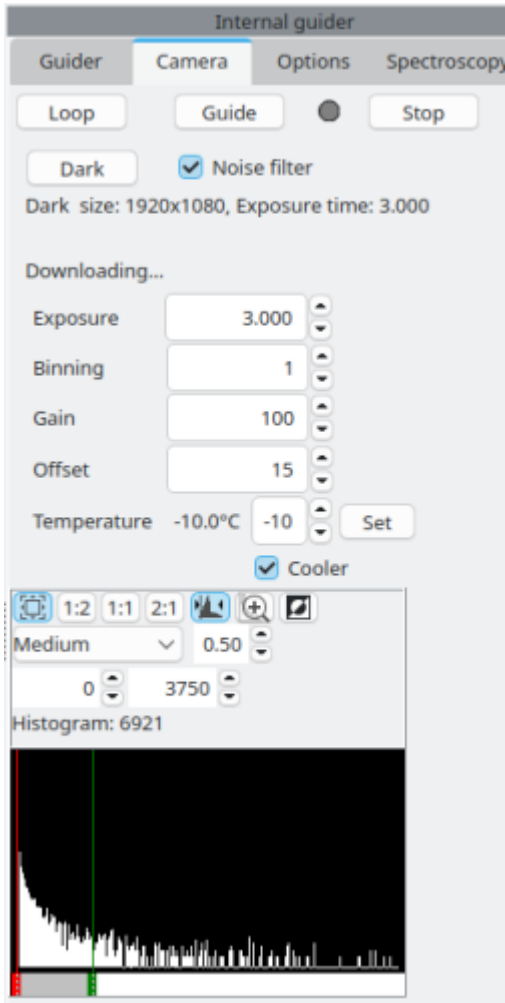 Internal guider
Guider Camera Options Spectroscopy
Loop Guide Stop
Dark Noise filter
Dark size: 1920x1080, Exposure time: 3.000
Downloading...
Exposure 3.000
Binning 1
Gain 100
Offset 15
Temperature -10.0°C -10 Set
Cooler
1:2 1:1 2:1
Medium 0.50
0 3750
Histogram: 6921